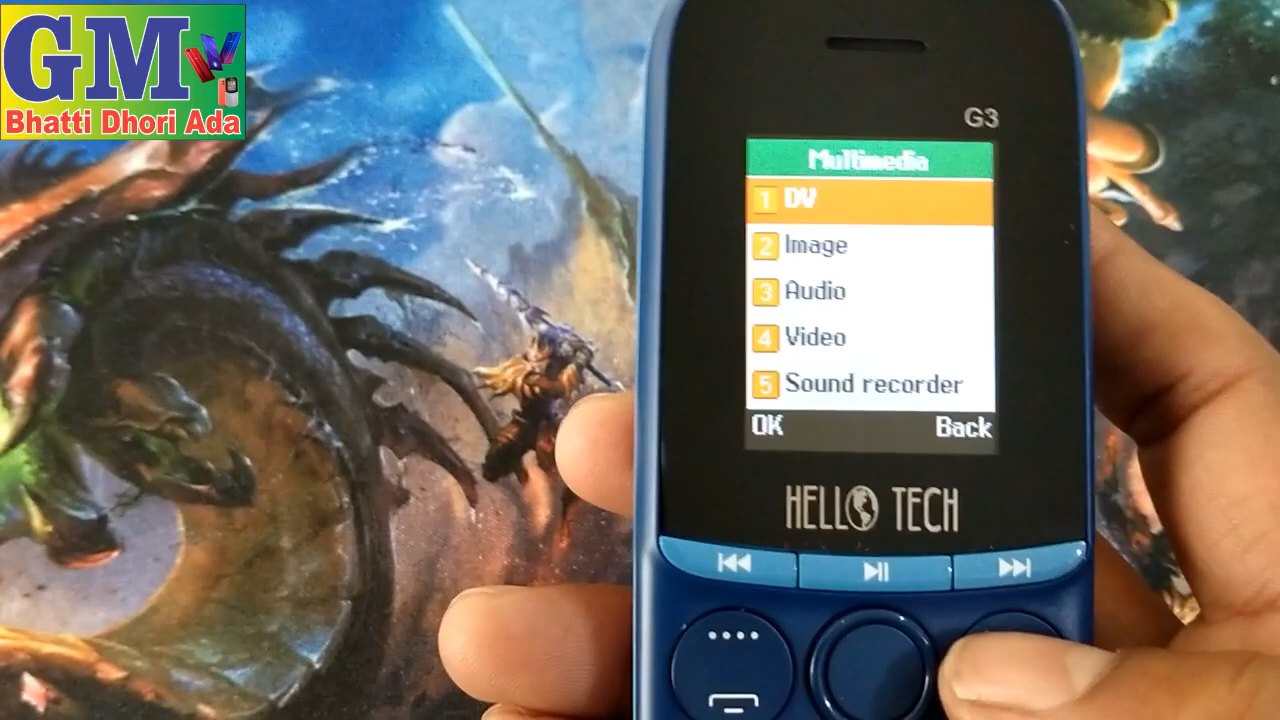 GM
Bhatti Dhori Ada
G3
Multimedia
1 DV
2 Image
3 Audio
4 Video
5 Sound recorder
OK Back
HELLO TECH